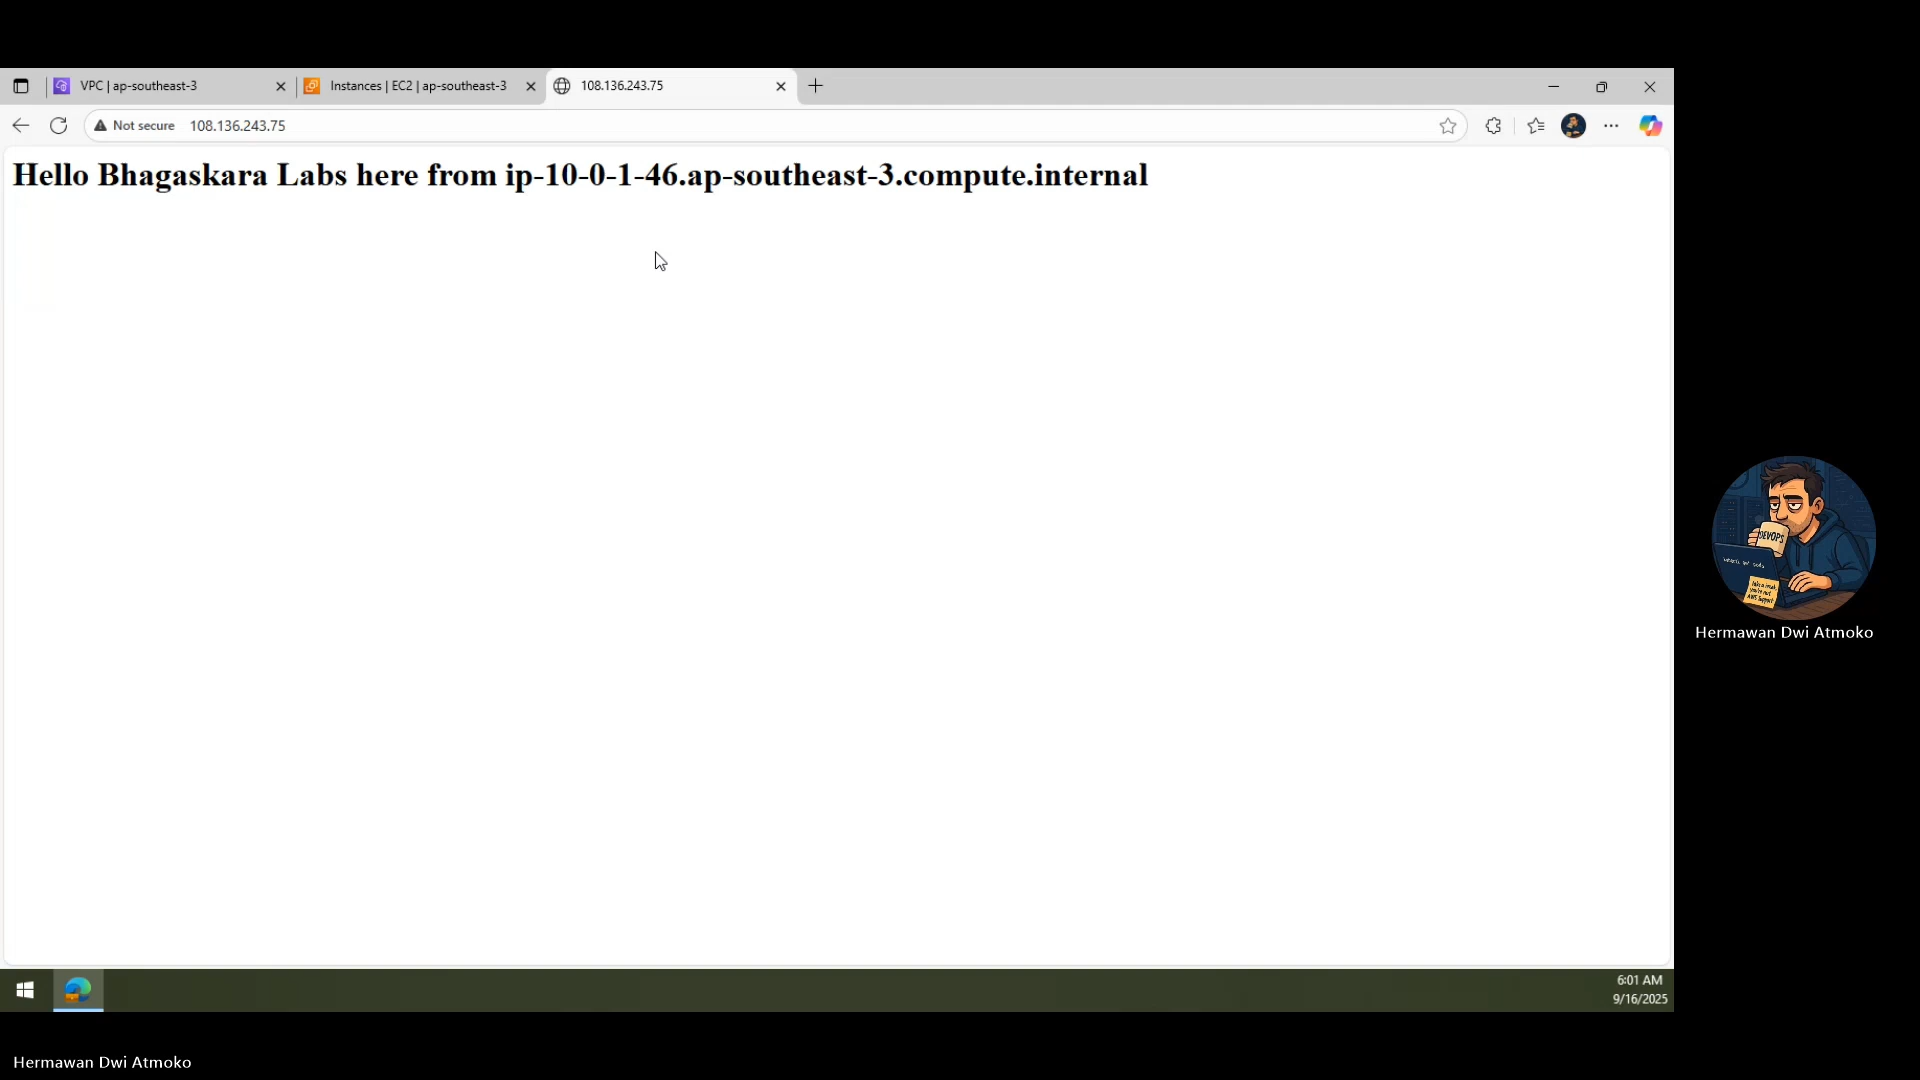 VPC | ap-southeast-3
Instances | EC2 | ap-southeast-3
108.136.243.75
Not secure
108.136.243.75
Hello Bhagaskara Labs here from ip-10-0-1-46.ap-southeast-3.compute.internal
DEVOPS
Hermawan Dwi Atmoko
6:01 AM
9/16/2025
Hermawan Dwi Atmoko